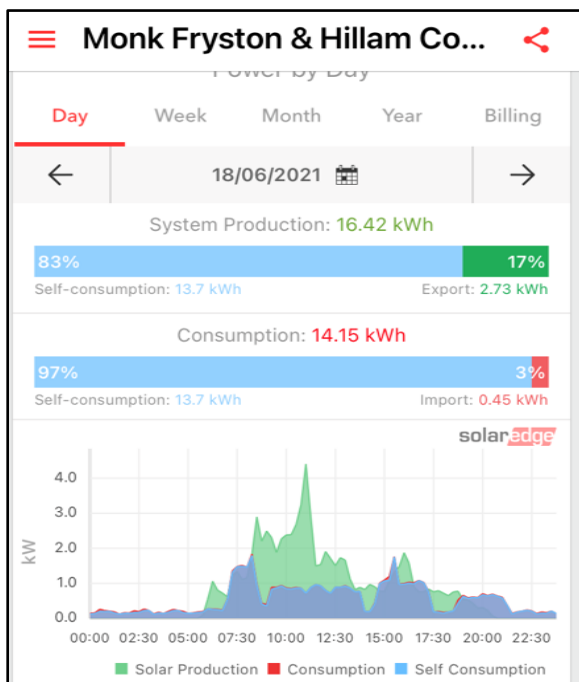 Monk Fryston & Hillam Co...
Power by Day
Day Week Month Year Billing
18/06/2021
System Production: 16.42 kWh
83% 17%
Self-consumption: 13.7 kWh Export: 2.73 kWh
Consumption: 14.15 kWh
97% 3%
Self-consumption: 13.7 kWh Import: 0.45 kWh
solaredge
4.0
3.0
2.0
1.0
0.0
kW
00:00 02:30 05:00 07:30 10:00 12:30 15:00 17:30 20:00 22:30
Solar Production Consumption Self Consumption